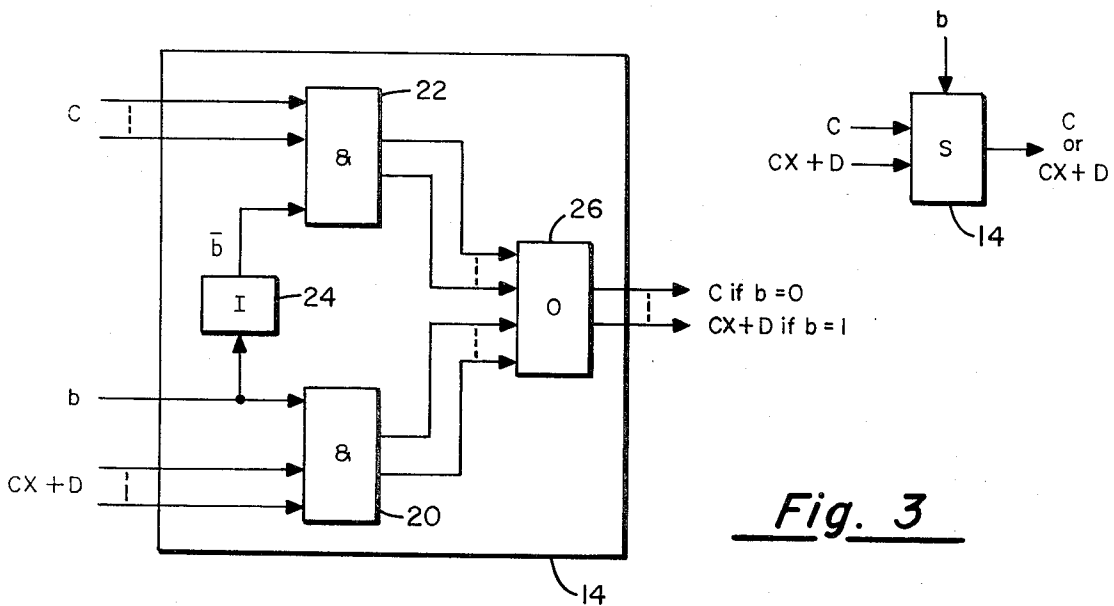 C
&
22
b̄
I
24
b
CX + D
&
20
26
O
C if b = 0
CX+D if b = 1
14
b
C
CX + D
S
C
or
CX + D
14
Fig. 3